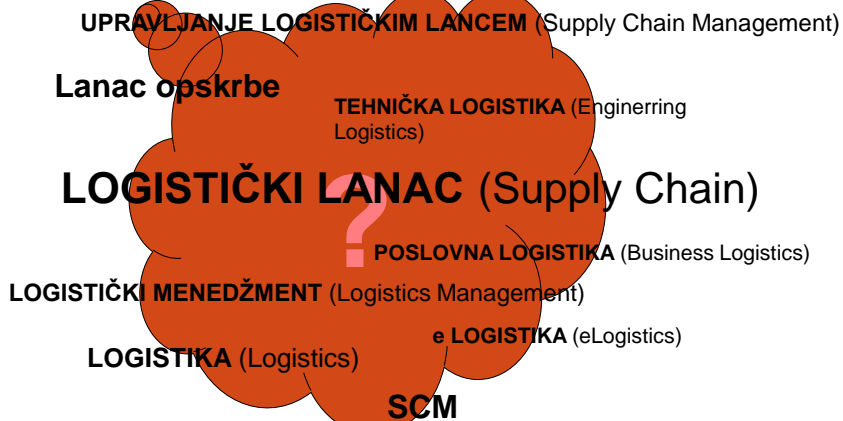 UPRAVLJANJE LOGISTIČKIM LANCEM (Supply Chain Management)
Lanac opskrbe
TEHNIČKA LOGISTIKA (Enginerring
Logistics)
LOGISTIČKI LANAC (Supply Chain)
?
POSLOVNA LOGISTIKA (Business Logistics)
LOGISTIČKI MENEDŽMENT (Logistics Management)
e LOGISTIKA (eLogistics)
LOGISTIKA (Logistics)
SCM